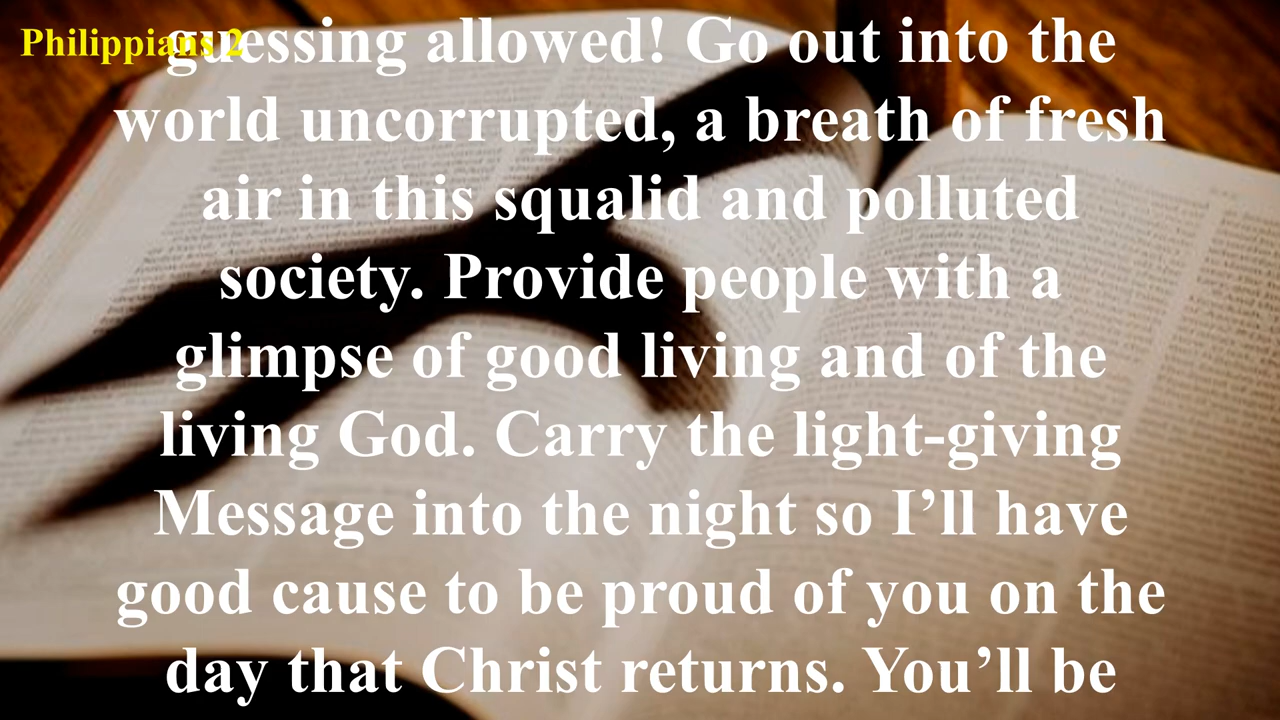 Philippians 2
guessing allowed! Go out into the
world uncorrupted, a breath of fresh
air in this squalid and polluted
society. Provide people with a
glimpse of good living and of the
living God. Carry the light-giving
Message into the night so I’ll have
good cause to be proud of you on the
day that Christ returns. You’ll be